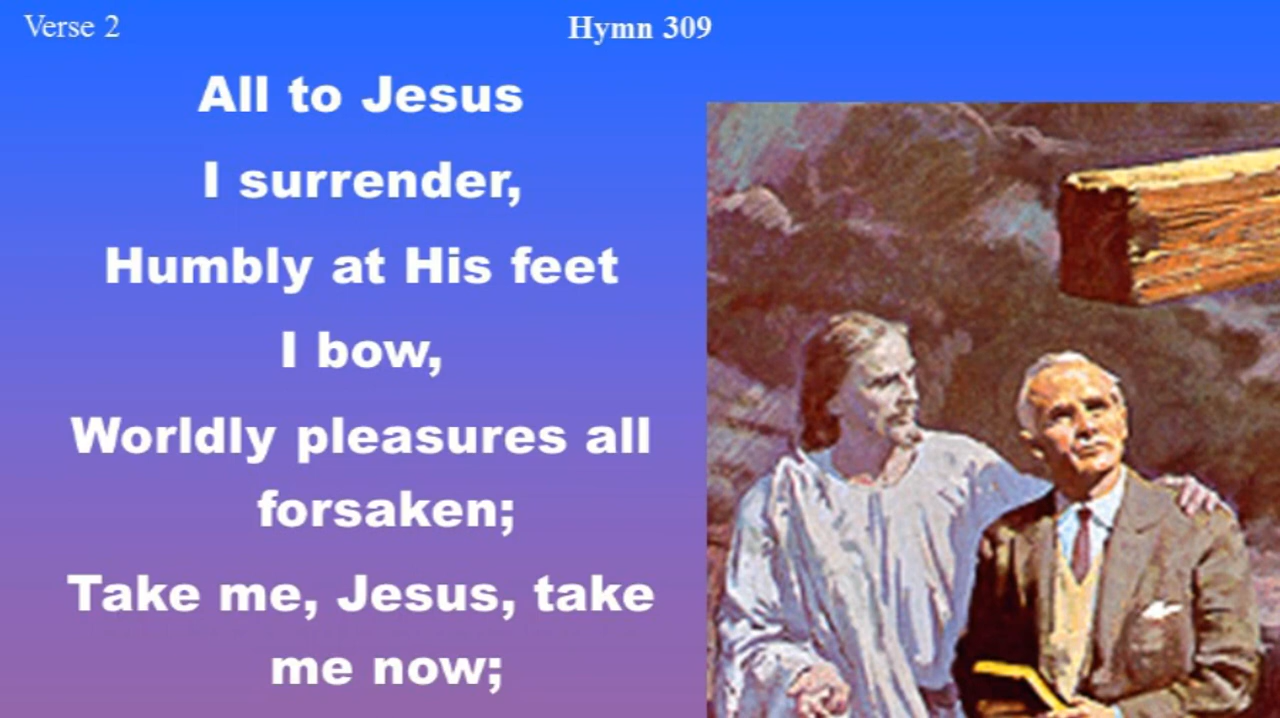 Verse 2
Hymn 309
All to Jesus
I surrender,
Humbly at His feet
I bow,
Worldly pleasures all
forsaken;
Take me, Jesus, take
me now;